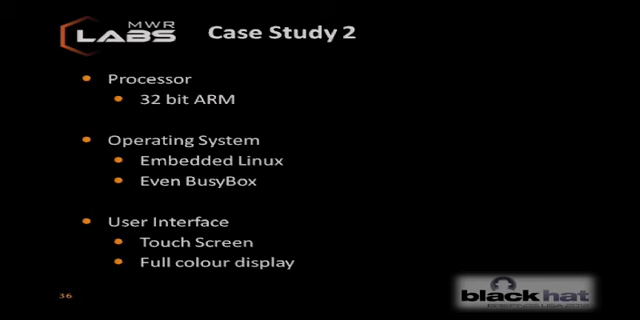 MWR
LABS
Case Study 2
Processor
32 bit ARM
Operating System
Embedded Linux
Even BusyBox
User Interface
Touch Screen
Full colour display
36
black hat